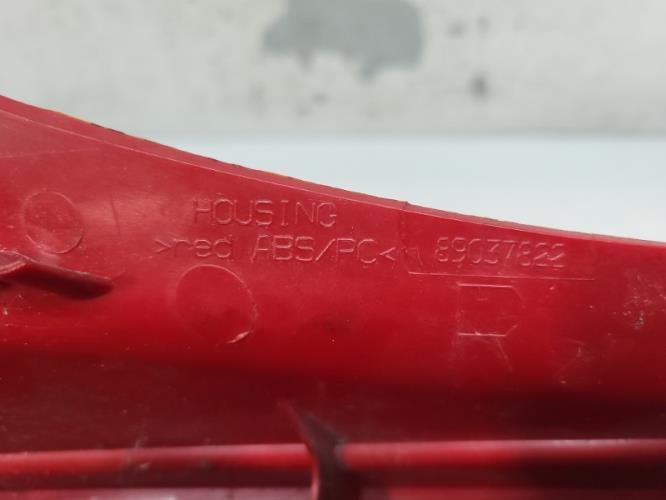 HOUSING
>red ABS/PC< 89037822
R